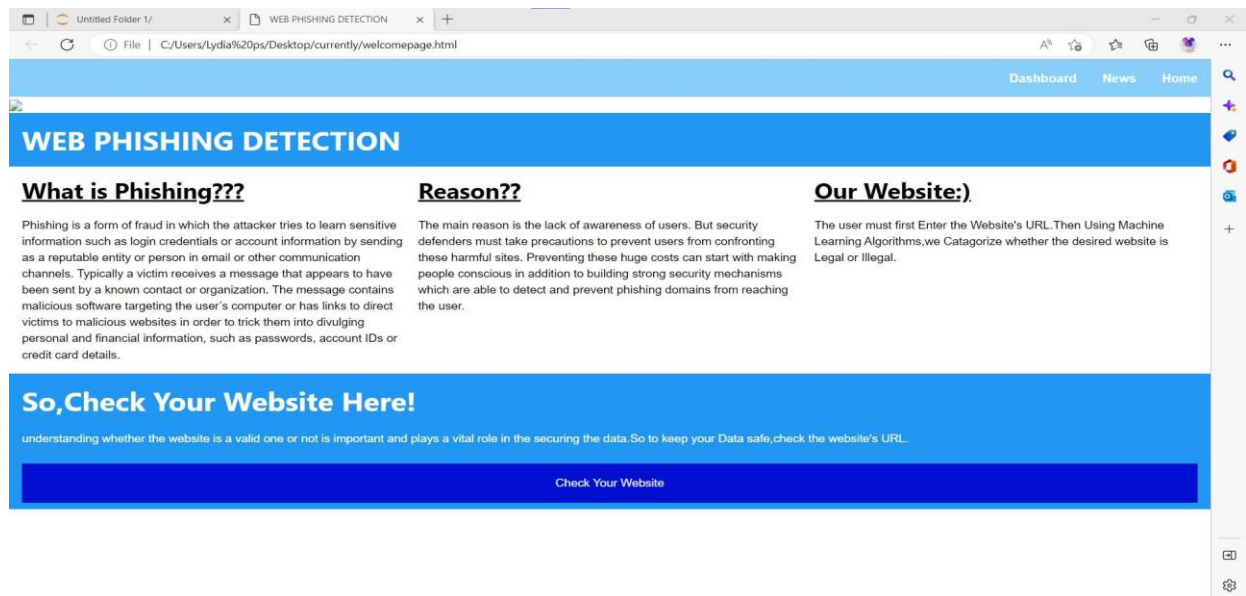 Untitled Folder 1/
WEB PHISHING DETECTION
File | C:/Users/Lydia%20ps/Desktop/currently/welcomepage.html
Dashboard News Home
WEB PHISHING DETECTION
What is Phishing???
Phishing is a form of fraud in which the attacker tries to learn sensitive
information such as login credentials or account information by sending
as a reputable entity or person in email or other communication
channels. Typically a victim receives a message that appears to have
been sent by a known contact or organization. The message contains
malicious software targeting the user´s computer or has links to direct
victims to malicious websites in order to trick them into divulging
personal and financial information, such as passwords, account IDs or
credit card details.
Reason??
The main reason is the lack of awareness of users. But security
defenders must take precautions to prevent users from confronting
these harmful sites. Preventing these huge costs can start with making
people conscious in addition to building strong security mechanisms
which are able to detect and prevent phishing domains from reaching
the user.
Our Website:)
The user must first Enter the Website's URL.Then Using Machine
Learning Algorithms,we Catagorize whether the desired website is
Legal or Illegal.
So,Check Your Website Here!
understanding whether the website is a valid one or not is important and plays a vital role in the securing the data.So to keep your Data safe,check the website's URL.
Check Your Website